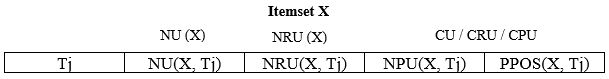 Itemset X
NU (X) NRU (X) CU / CRU / CPU
Tj NU(X, Tj) NRU(X, Tj) NPU(X, Tj) PPOS(X, Tj)